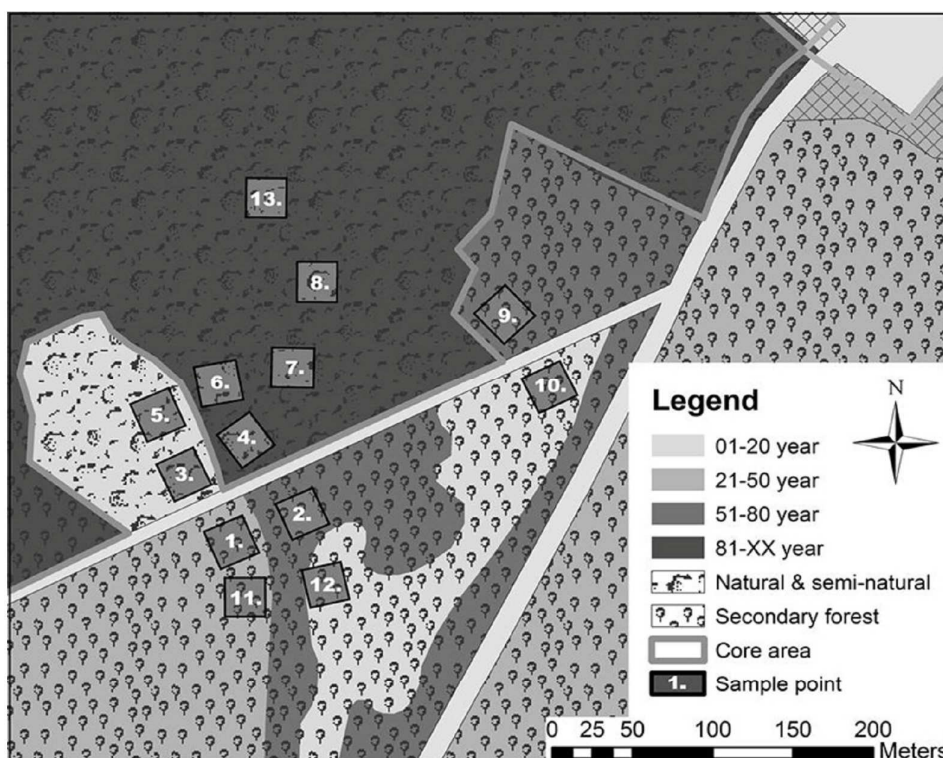 13.
8.
9.
7.
6.
10.
5.
4.
3.
2.
1.
12.
11.
N
Legend
01-20 year
21-50 year
51-80 year
81-XX year
Natural & semi-natural
Secondary forest
Core area
1. Sample point
0 25 50 100 150 200
Meters